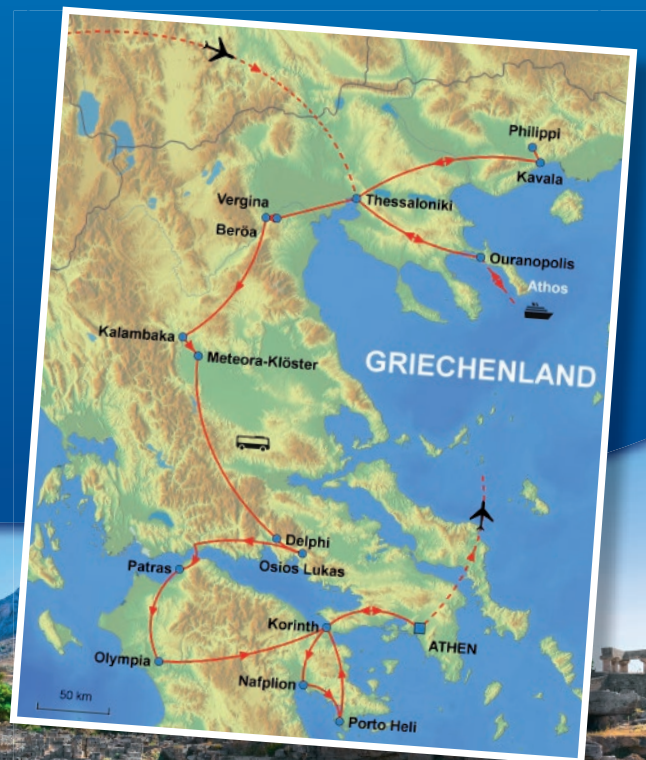 Philippi
Kavala
Vergina
Thessaloniki
Beröa
Ouranopolis
Athos
Kalambaka
Meteora-Klöster
GRIECHENLAND
Delphi
Osios Lukas
Patras
Korinth
ATHEN
Olympia
Nafplion
50 km
Porto Heli